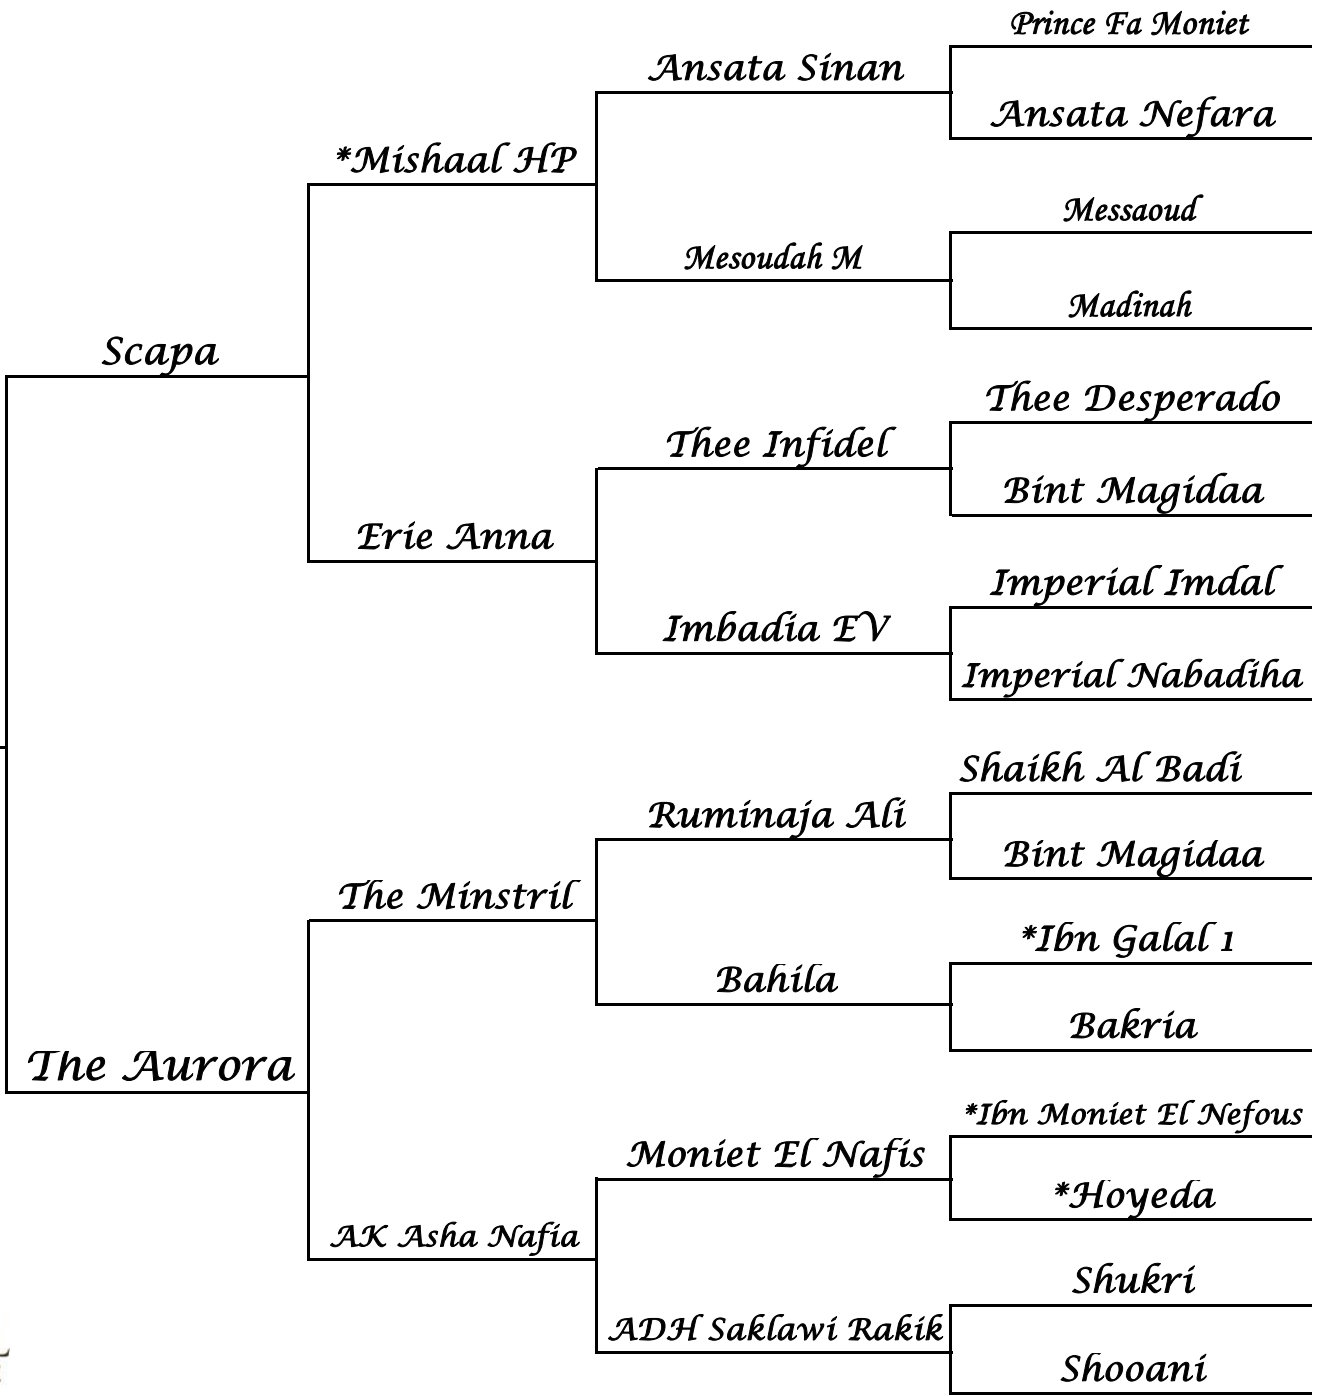 Prince Fa Moniet
Ansata Sinan
Ansata Nefara
*Mishaal HP
Messaoud
Mesoudah M
Madinah
Scapa
Thee Desperado
Thee Infidel
Bint Magidaa
Erie Anna
Imperial Imdal
Imbadia EV
Imperial Nabadiha
Shaikh Al Badi
Ruminaja Ali
Bint Magidaa
The Minstril
*Ibn Galal 1
Bahila
Bakria
The Aurora
*Ibn Moniet El Nefous
Moniet El Nafis
*Hoyeda
AK Asha Nafia
Shukri
ADH Saklawi Rakik
Shooani